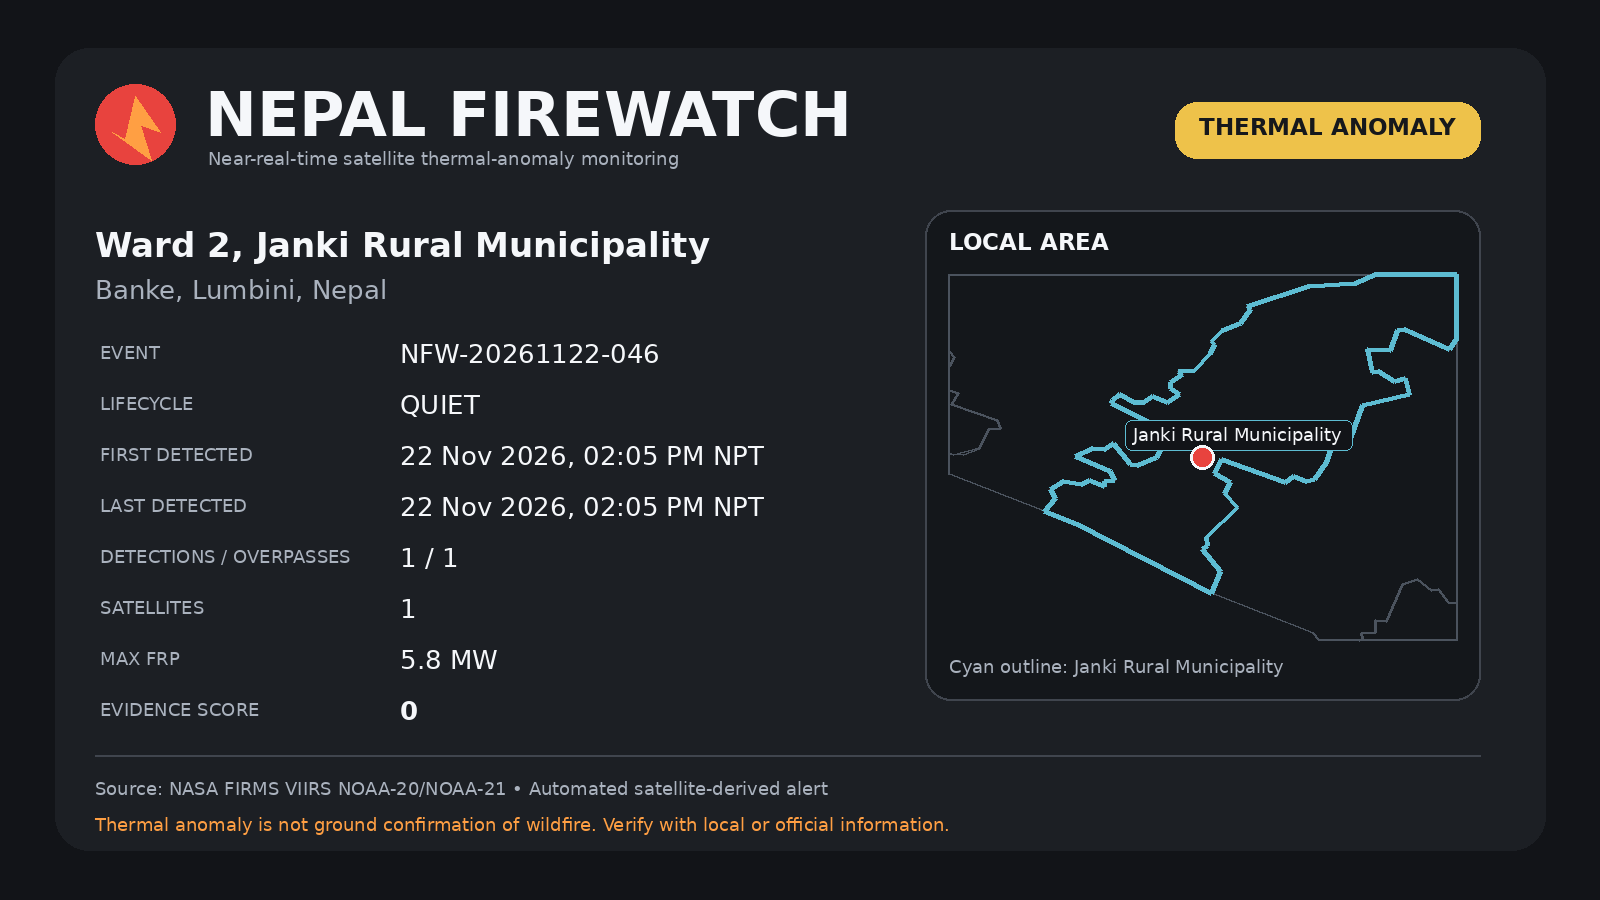 NEPAL FIREWATCH
Near-real-time satellite thermal-anomaly monitoring
THERMAL ANOMALY
Ward 2, Janki Rural Municipality
Banke, Lumbini, Nepal
EVENT NFW-20261122-046
LIFECYCLE QUIET
FIRST DETECTED 22 Nov 2026, 02:05 PM NPT
LAST DETECTED 22 Nov 2026, 02:05 PM NPT
DETECTIONS / OVERPASSES 1 / 1
SATELLITES 1
MAX FRP 5.8 MW
EVIDENCE SCORE 0
LOCAL AREA
Janki Rural Municipality
Cyan outline: Janki Rural Municipality
Source: NASA FIRMS VIIRS NOAA-20/NOAA-21 • Automated satellite-derived alert
Thermal anomaly is not ground confirmation of wildfire. Verify with local or official information.